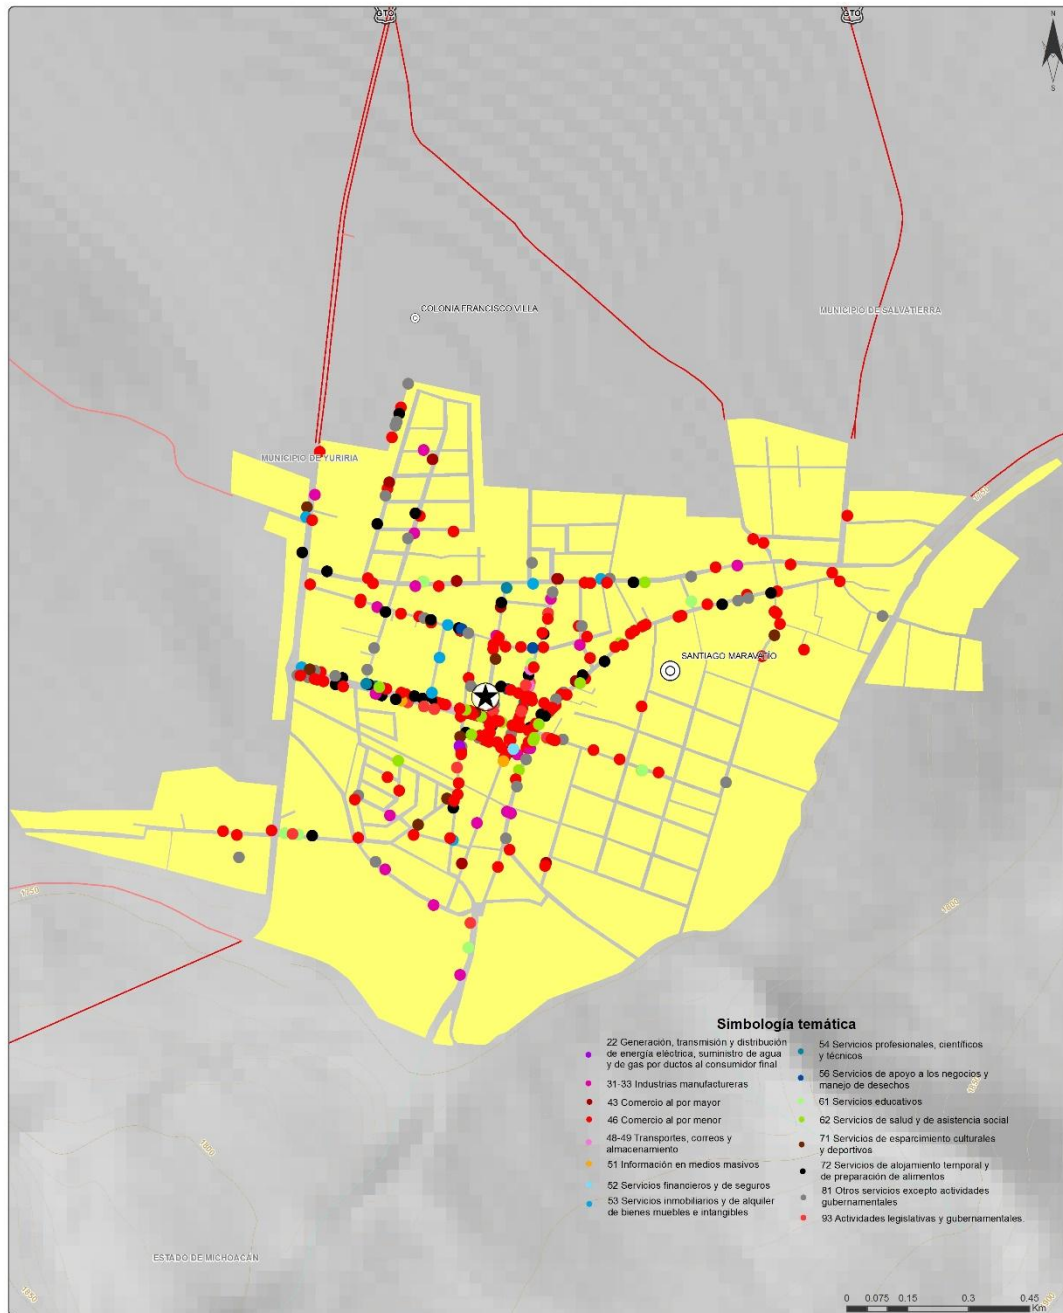 GTO
GTO
N
S
COLONIA FRANCISCO VILLA
MUNICIPIO DE SALVATIERRA
MUNICIPIO DE YURIRIA
SANTIAGO MARAVATÍO
Simbología temática
22 Generación, transmisión y distribución
de energía eléctrica, suministro de agua
y de gas por ductos al consumidor final
31-33 Industrias manufactureras
43 Comercio al por mayor
46 Comercio al por menor
48-49 Transportes, correos y
almacenamiento
51 Información en medios masivos
52 Servicios financieros y de seguros
53 Servicios inmobiliarios y de alquiler
de bienes muebles e intangibles
54 Servicios profesionales, científicos
y técnicos
56 Servicios de apoyo a los negocios y
manejo de desechos
61 Servicios educativos
62 Servicios de salud y de asistencia social
71 Servicios de esparcimiento culturales
y deportivos
72 Servicios de alojamiento temporal y
de preparación de alimentos
81 Otros servicios excepto actividades
gubernamentales
93 Actividades legislativas y gubernamentales.
ESTADO DE MICHOACÁN
0 0.075 0.15 0.3 0.45
Km